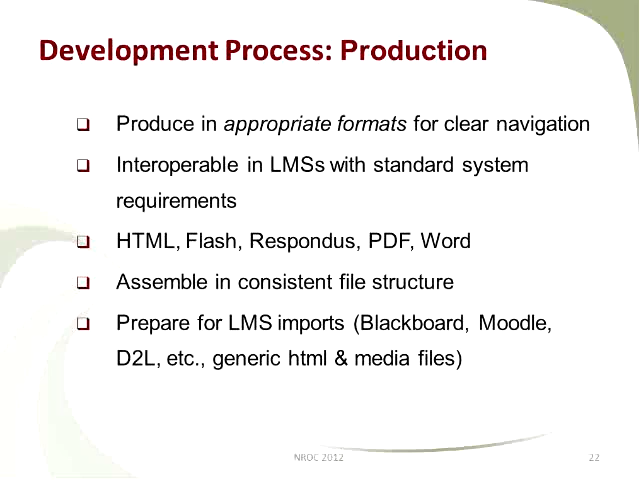 Development Process: Production
❑ Produce in appropriate formats for clear navigation
❑ Interoperable in LMSs with standard system
requirements
❑ HTML, Flash, Respondus, PDF, Word
❑ Assemble in consistent file structure
❑ Prepare for LMS imports (Blackboard, Moodle,
D2L, etc., generic html & media files)
NROC 2012
22